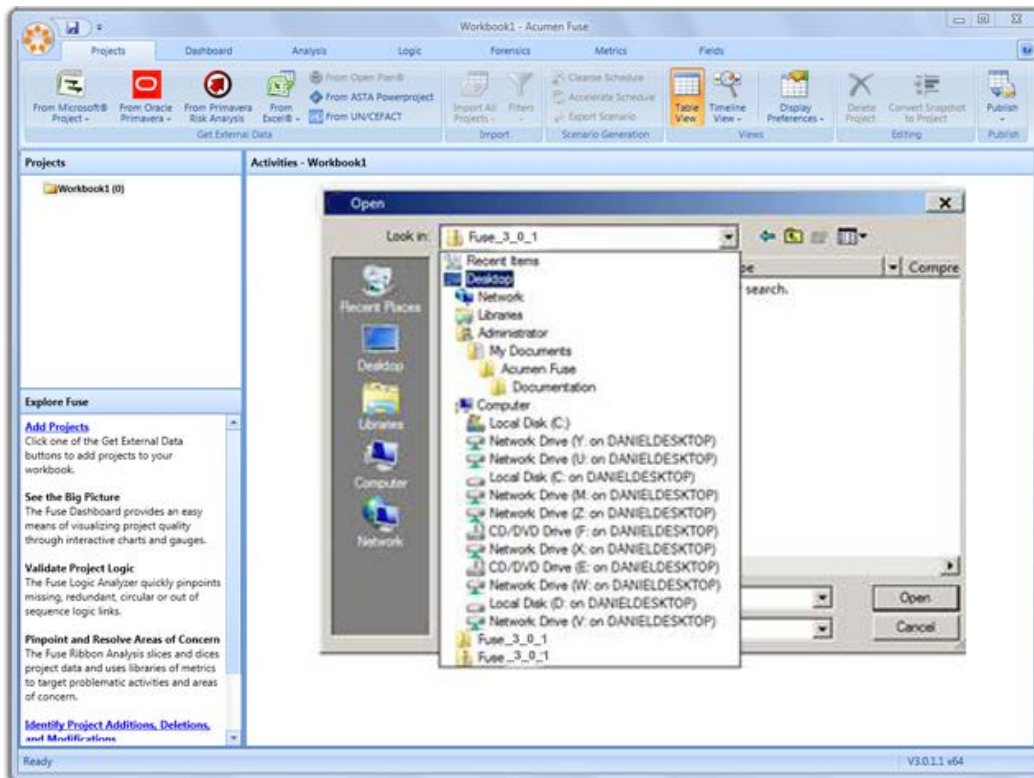 Workbook1 - Acumen Fuse
Projects Dashboard Analysis Logic Forensics Metrics Fields
From Microsoft® Project
From Oracle Primavera
From Primavera Risk Analysis
From Excel®
From Open Plan®
From ASTA Powerproject
From UN/CEFACT
Get External Data
Import All Projects
Filters
Import
Cleanse Schedule
Accelerate Schedule
Export Scenario
Scenario Generation
Table View
Timeline View
Display Preferences
Views
Delete Project
Convert Snapshot to Project
Editing
Publish
Publish
Projects
Workbook1 (0)
Explore Fuse
Add Projects
Click one of the Get External Data
buttons to add projects to your
workbook.
See the Big Picture
The Fuse Dashboard provides an easy
means of visualizing project quality
through interactive charts and gauges.
Validate Project Logic
The Fuse Logic Analyzer quickly pinpoints
missing, redundant, circular or out of
sequence logic links.
Pinpoint and Resolve Areas of Concern
The Fuse Ribbon Analysis slices and dices
project data and uses libraries of metrics
to target problematic activities and areas
of concern.
Identify Project Additions, Deletions,
and Modifications
Activities - Workbook1
Open
Look in: Fuse_3_0_1
Recent Places
Desktop
Libraries
Computer
Network
Recent Items
Desktop
Network
Libraries
Administrator
My Documents
Acumen Fuse
Documentation
Computer
Local Disk (C:)
Network Drive (Y: on DANIELDESKTOP)
Network Drive (U: on DANIELDESKTOP)
Local Disk (C: on DANIELDESKTOP)
Network Drive (M: on DANIELDESKTOP)
Network Drive (Z: on DANIELDESKTOP)
CD/DVD Drive (F: on DANIELDESKTOP)
Network Drive (X: on DANIELDESKTOP)
CD/DVD Drive (E: on DANIELDESKTOP)
Network Drive (W: on DANIELDESKTOP)
Local Disk (D: on DANIELDESKTOP)
Network Drive (V: on DANIELDESKTOP)
Fuse_3_0_1
Fuse_3_0_1
pe Compre
search.
Open
Cancel
Ready V3.0.1.1 x64